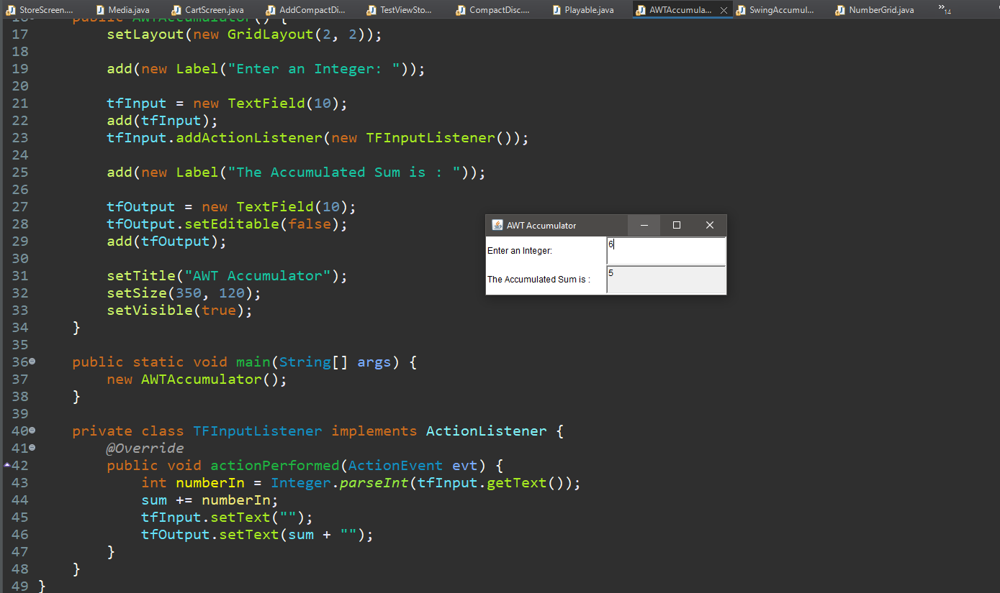 StoreScreen.... Media.java CartScreen.java AddCompactDi... TestViewSto... CompactDisc.... Playable.java AWTAccumula... SwingAccumul... NumberGrid.java »14
16 public AWTAccumulator() {
17 setLayout(new GridLayout(2, 2));
18
19 add(new Label("Enter an Integer: "));
20
21 tfInput = new TextField(10);
22 add(tfInput);
23 tfInput.addActionListener(new TFInputListener());
24
25 add(new Label("The Accumulated Sum is : "));
26
27 tfOutput = new TextField(10);
28 tfOutput.setEditable(false);
29 add(tfOutput);
30
31 setTitle("AWT Accumulator");
32 setSize(350, 120);
33 setVisible(true);
34 }
35
36 public static void main(String[] args) {
37 new AWTAccumulator();
38 }
39
40 private class TFInputListener implements ActionListener {
41 @Override
42 public void actionPerformed(ActionEvent evt) {
43 int numberIn = Integer.parseInt(tfInput.getText());
44 sum += numberIn;
45 tfInput.setText("");
46 tfOutput.setText(sum + "");
47 }
48 }
49 }
AWT Accumulator
Enter an Integer: 6
The Accumulated Sum is : 5